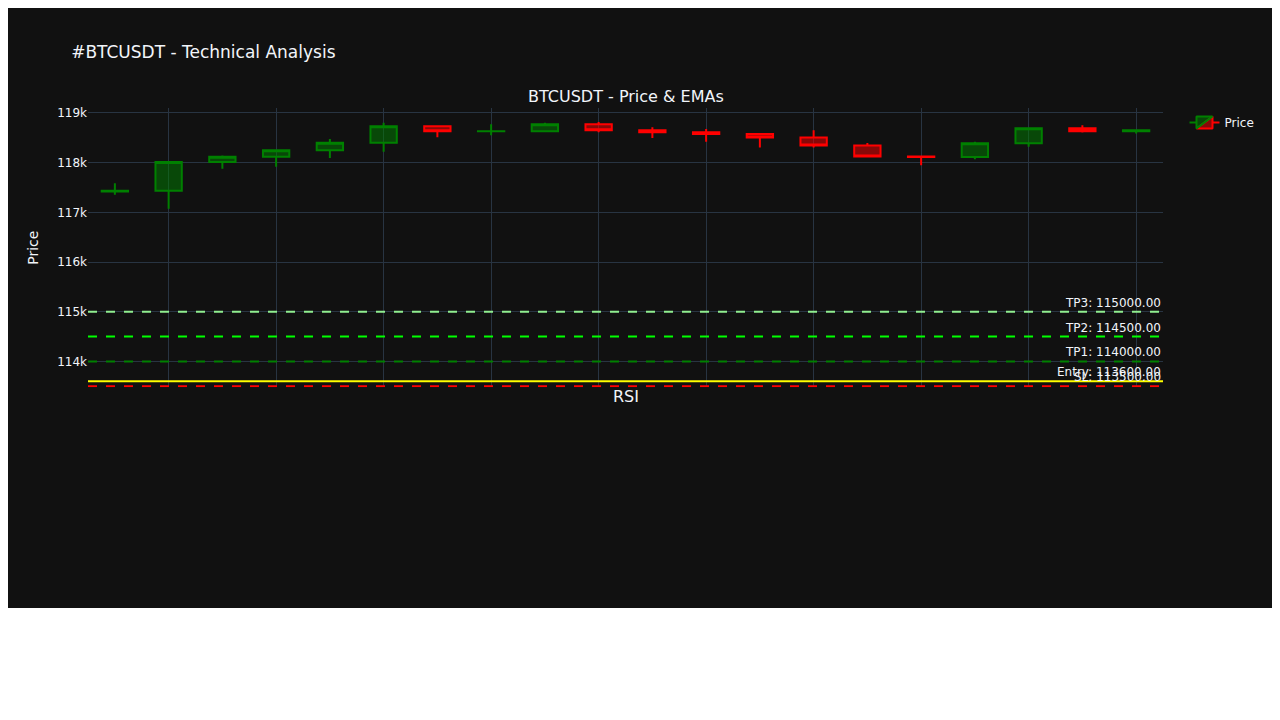 #BTCUSDT - Technical Analysis
BTCUSDT - Price & EMAs
119k
118k
117k
116k
115k
114k
Price
Price
TP3: 115000.00
TP2: 114500.00
TP1: 114000.00
Entry: 113600.00
SL: 113500.00
RSI